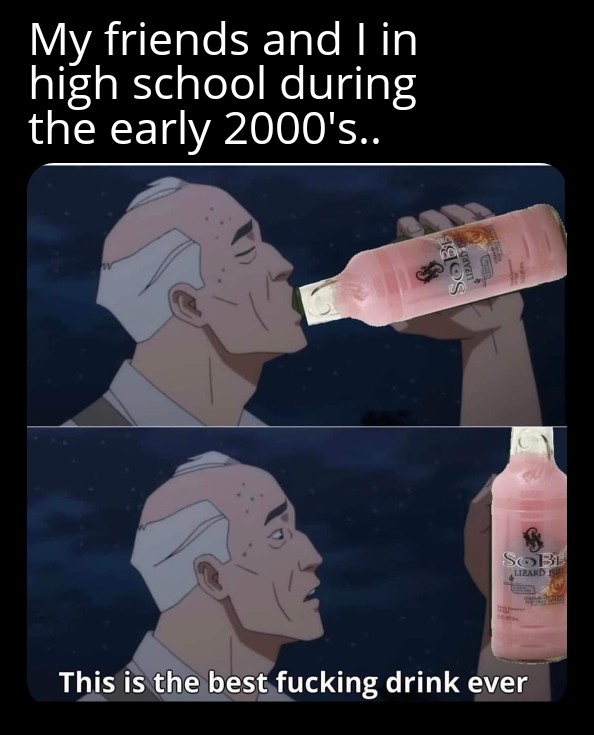 My friends and I in
high school during
the early 2000's..
SOBE
LIZARD
SOBE
LIZARD
This is the best fucking drink ever